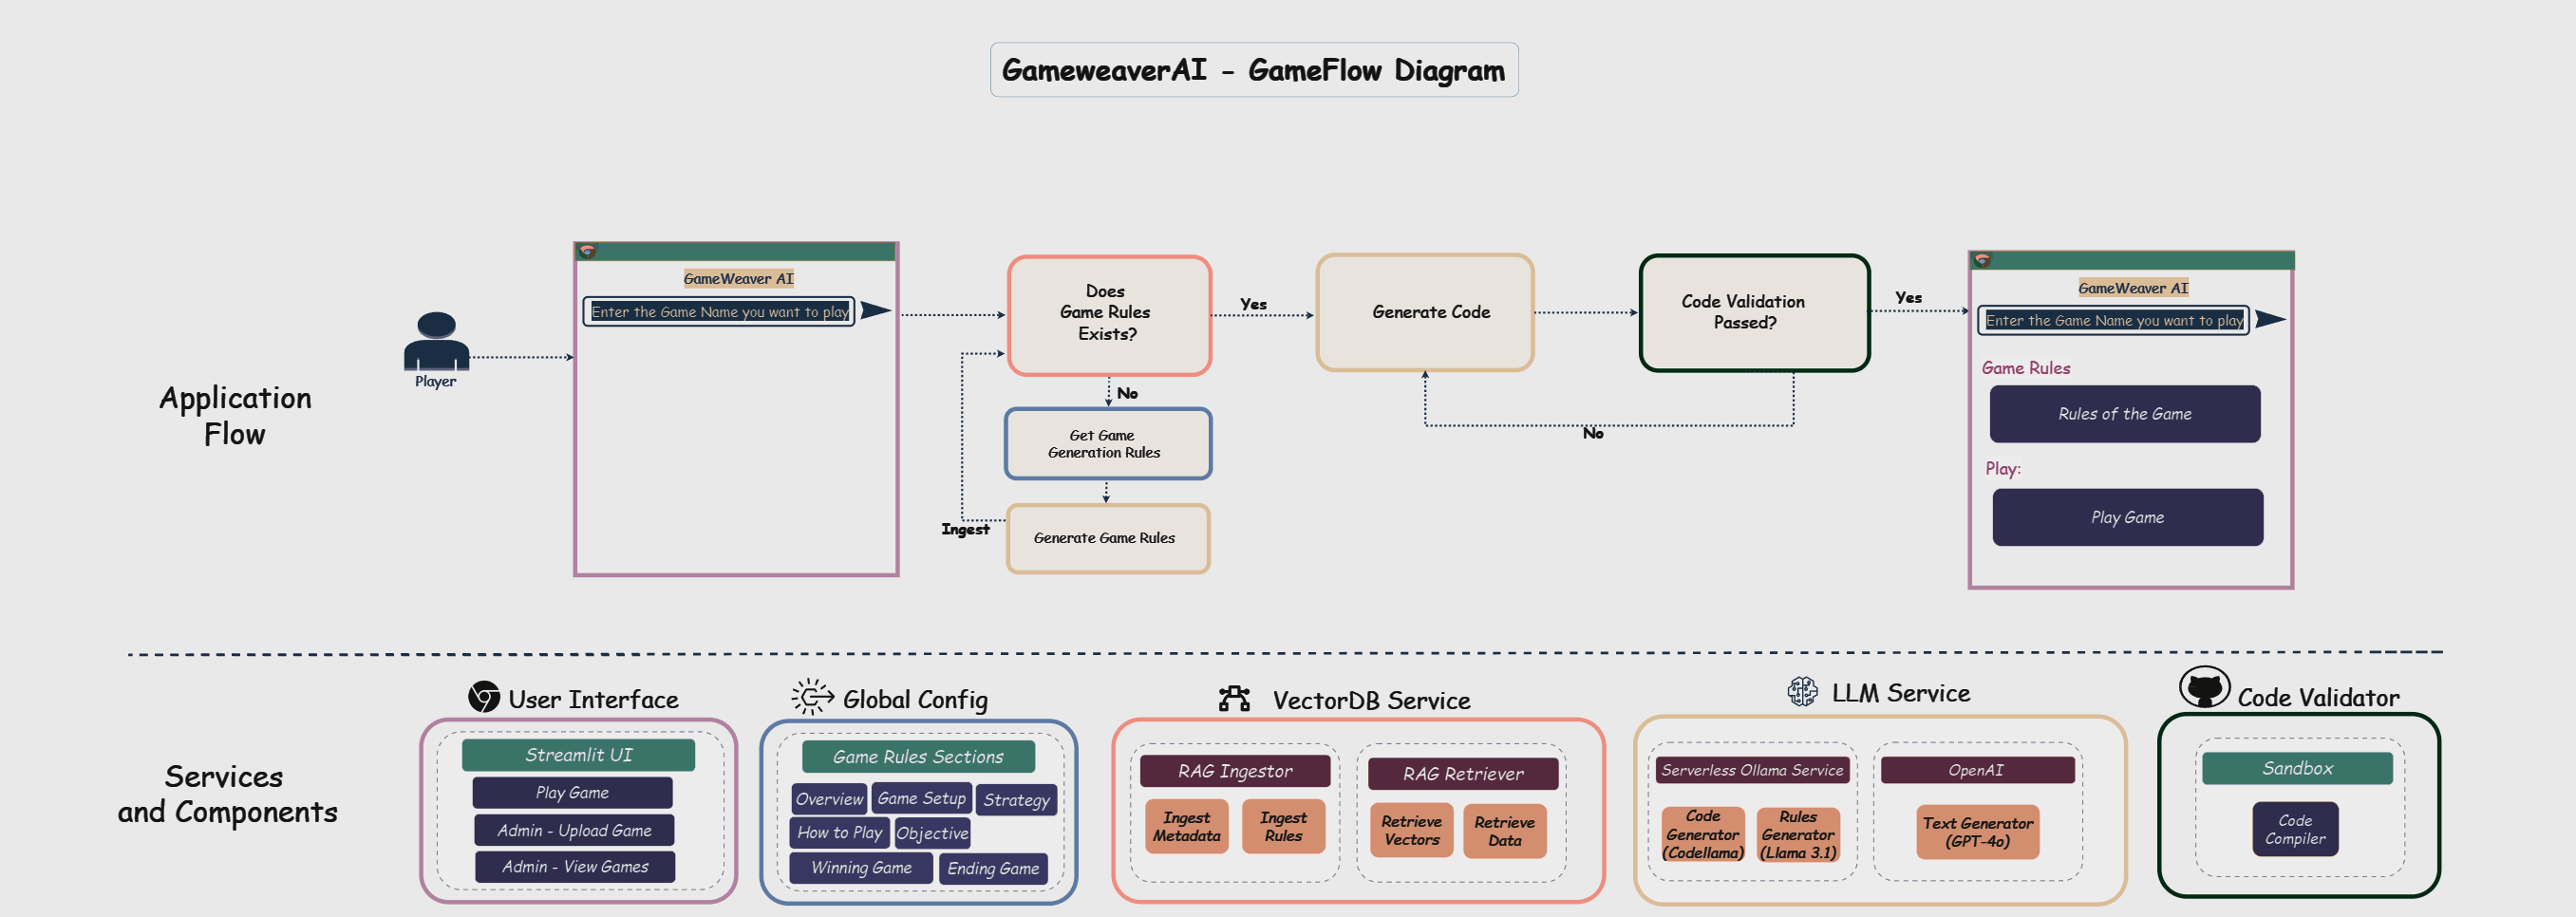 GameweaverAI - GameFlow Diagram
Application
Flow
Player
GameWeaver AI
Enter the Game Name you want to play
Does
Game Rules
Exists?
Yes
No
Get Game
Generation Rules
Ingest
Generate Game Rules
Generate Code
Code Validation
Passed?
Yes
No
GameWeaver AI
Enter the Game Name you want to play
Game Rules
Rules of the Game
Play:
Play Game
Services
and Components
User Interface
Streamlit UI
Play Game
Admin - Upload Game
Admin - View Games
Global Config
Game Rules Sections
Overview
Game Setup
Strategy
How to Play
Objective
Winning Game
Ending Game
VectorDB Service
RAG Ingestor
Ingest
Metadata
Ingest
Rules
RAG Retriever
Retrieve
Vectors
Retrieve
Data
LLM Service
Serverless Ollama Service
Code
Generator
(Codellama)
Rules
Generator
(Llama 3.1)
OpenAI
Text Generator
(GPT-4o)
Code Validator
Sandbox
Code
Compiler